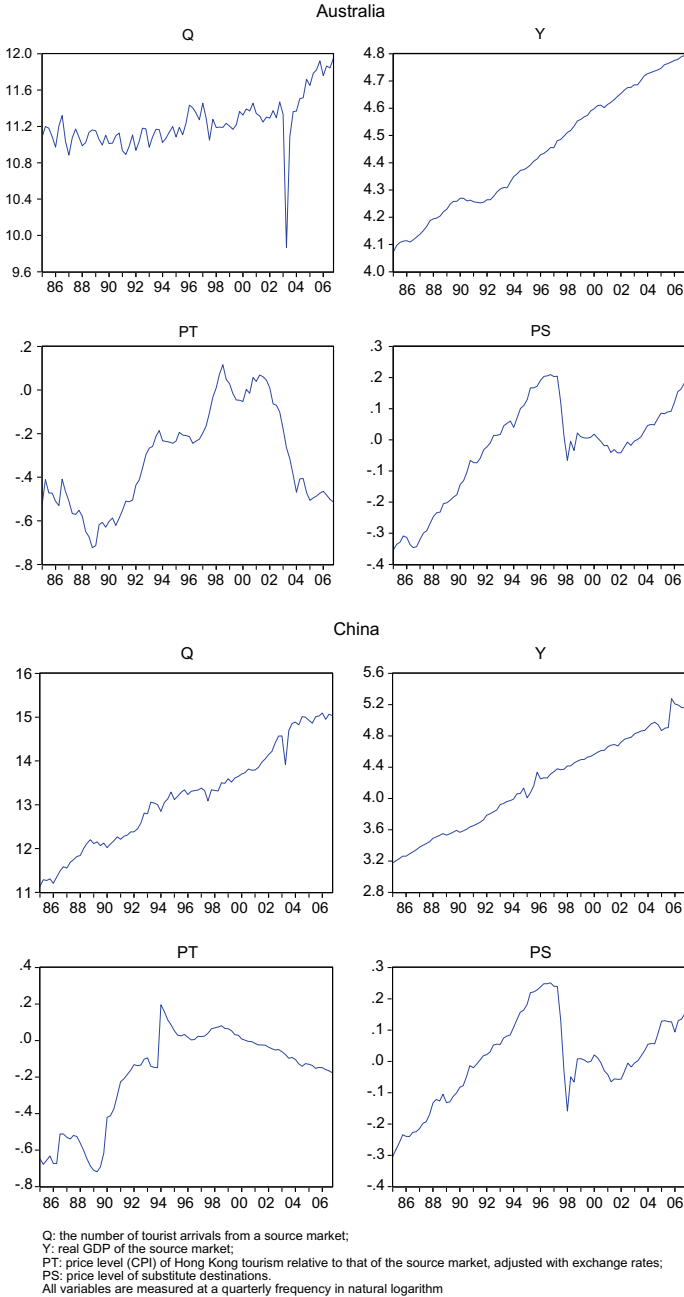 Australia
Q
12.0
11.6
11.2
10.8
10.4
10.0
9.6
86 88 90 92 94 96 98 00 02 04 06
Y
4.8
4.7
4.6
4.5
4.4
4.3
4.2
4.1
4.0
86 88 90 92 94 96 98 00 02 04 06
PT
.2
.0
-.2
-.4
-.6
-.8
86 88 90 92 94 96 98 00 02 04 06
PS
.3
.2
.1
.0
-.1
-.2
-.3
-.4
86 88 90 92 94 96 98 00 02 04 06
China
Q
16
15
14
13
12
11
86 88 90 92 94 96 98 00 02 04 06
Y
5.6
5.2
4.8
4.4
4.0
3.6
3.2
2.8
86 88 90 92 94 96 98 00 02 04 06
PT
.4
.2
.0
-.2
-.4
-.6
-.8
86 88 90 92 94 96 98 00 02 04 06
PS
.3
.2
.1
.0
-.1
-.2
-.3
-.4
86 88 90 92 94 96 98 00 02 04 06
Q: the number of tourist arrivals from a source market;
Y: real GDP of the source market;
PT: price level (CPI) of Hong Kong tourism relative to that of the source market, adjusted with exchange rates;
PS: price level of substitute destinations.
All variables are measured at a quarterly frequency in natural logarithm